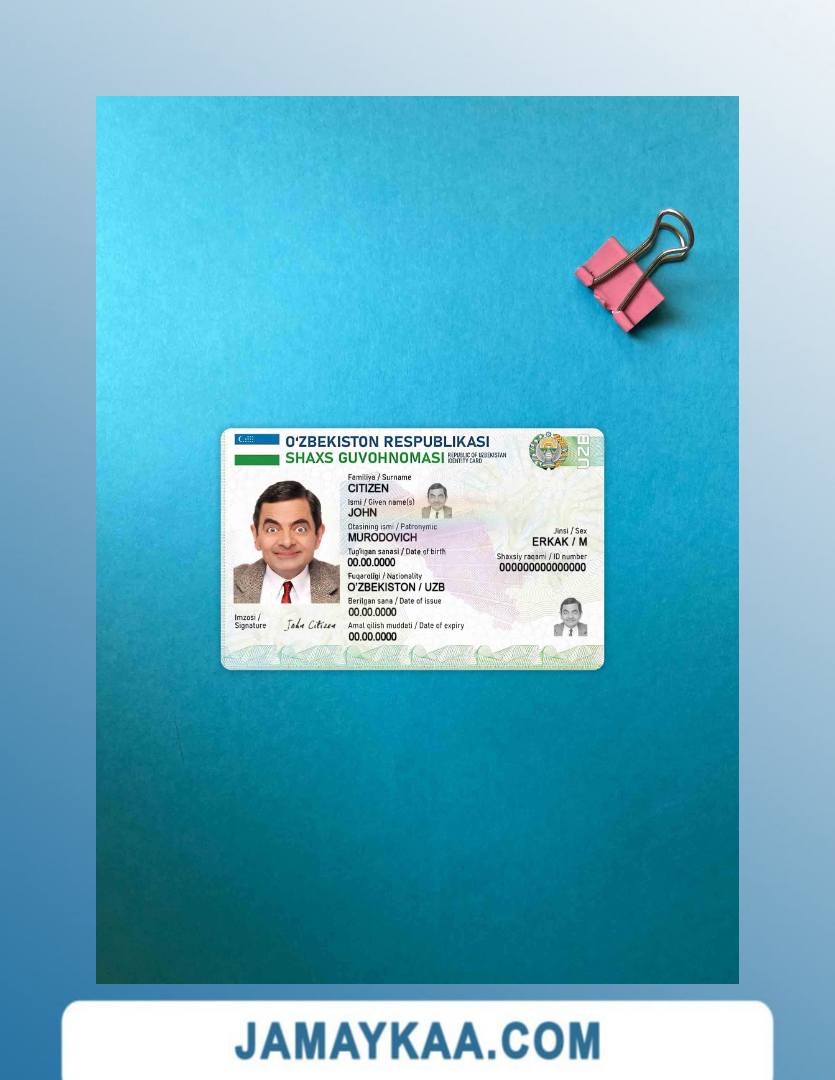 O'ZBEKISTON RESPUBLIKASI
SHAXS GUVOHNOMASI REPUBLIC OF UZBEKISTAN
IDENTITY CARD
UZB
Familiya / Surname
CITIZEN
Ismi / Given name(s)
JOHN
Otasining ismi / Patronymic
MURODOVICH
Tug'ilgan sanasi / Date of birth
00.00.0000
Fuqaroligi / Nationality
O'ZBEKISTON / UZB
Berilgan sana / Date of issue
00.00.0000
Amal qilish muddati / Date of expiry
00.00.0000
Jinsi / Sex
ERKAK / M
Shaxsiy raqami / ID number
00000000000000
Imzosi /
Signature
John Citizen
JAMAYKAA.COM